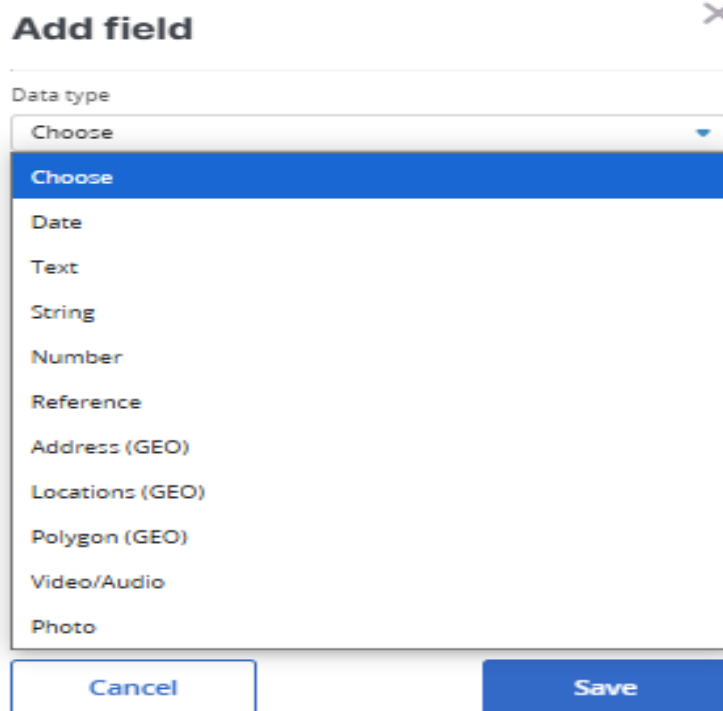 Add field
Data type
Choose
Choose
Date
Text
String
Number
Reference
Address (GEO)
Locations (GEO)
Polygon (GEO)
Video/Audio
Photo
Cancel
Save